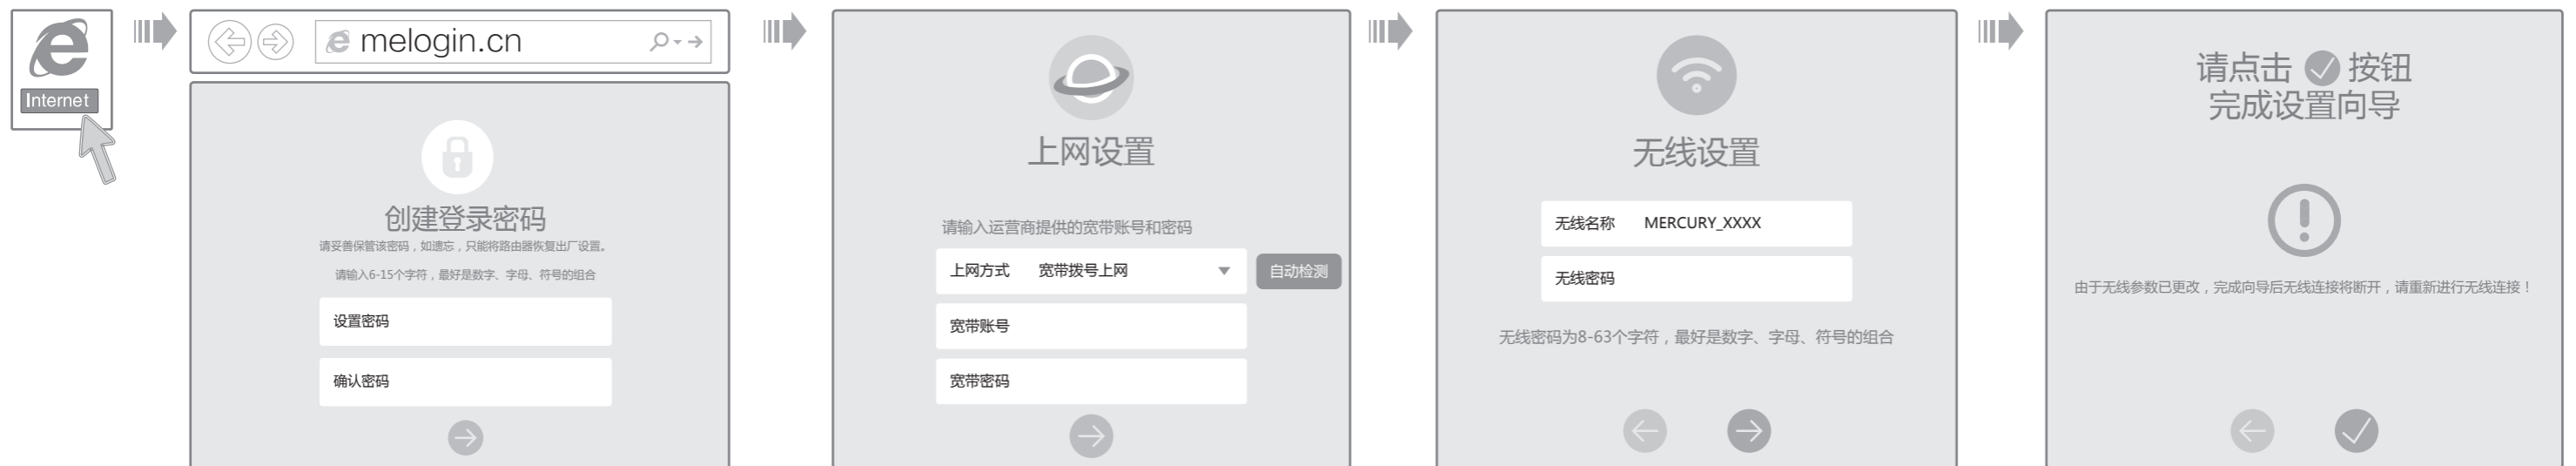 Internet
melogin.cn
创建登录密码
请妥善保管该密码，如遗忘，只能将路由器恢复出厂设置。
请输入6-15个字符，最好是数字、字母、符号的组合
设置密码
确认密码
上网设置
请输入运营商提供的宽带账号和密码
上网方式 宽带拨号上网 自动检测
宽带账号
宽带密码
无线设置
无线名称 MERCURY_XXXX
无线密码
无线密码为8-63个字符，最好是数字、字母、符号的组合
请点击 按钮
完成设置向导
由于无线参数已更改，完成向导后无线连接将断开，请重新进行无线连接！